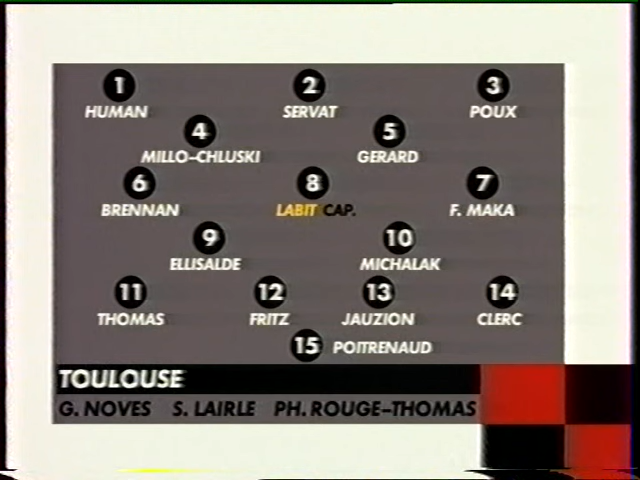 1 2 3
HUMAN SERVAT POUX
4 5
MILLO-CHLUSKI GERARD
6 8 7
BRENNAN LABIT CAP. F. MAKA
9 10
ELLISALDE MICHALAK
11 12 13 14
THOMAS FRITZ JAUZION CLERC
15 POITRENAUD
TOULOUSE
G. NOVES S. LAIRLE PH. ROUGE-THOMAS